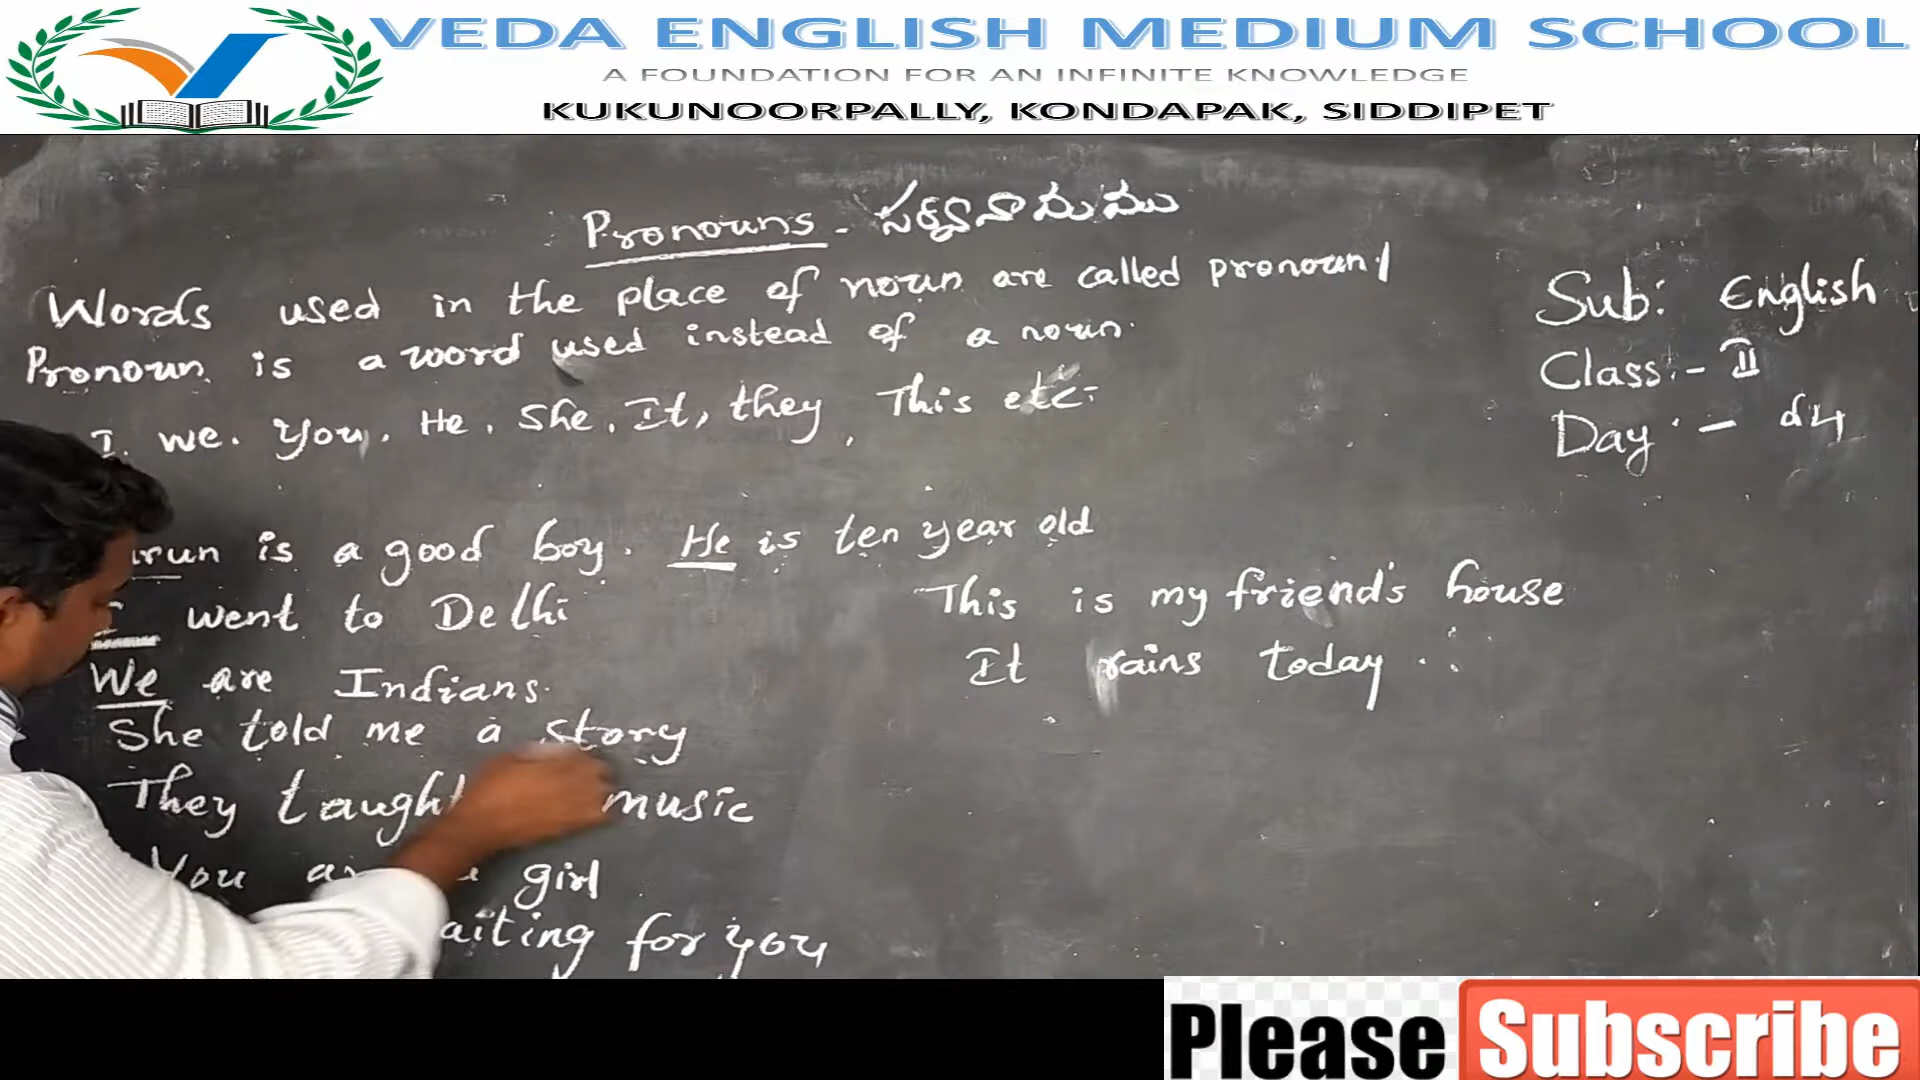 VEDA ENGLISH MEDIUM SCHOOL
A FOUNDATION FOR AN INFINITE KNOWLEDGE
KUKUNOORPALLY, KONDAPAK, SIDDIPET
Pronouns - సర్వనామము
Words used in the place of noun are called pronoun
Pronoun is a word used instead of a noun.
I. we. you, He, She, It, they, This etc:
is a good boy. He is ten year old
I went to Delhi
We are Indians.
She told me a story
They taught music
You girl
for you
This is my friend's house
It rains today
Sub: English
Class:- II
Day:-
Please Subscribe